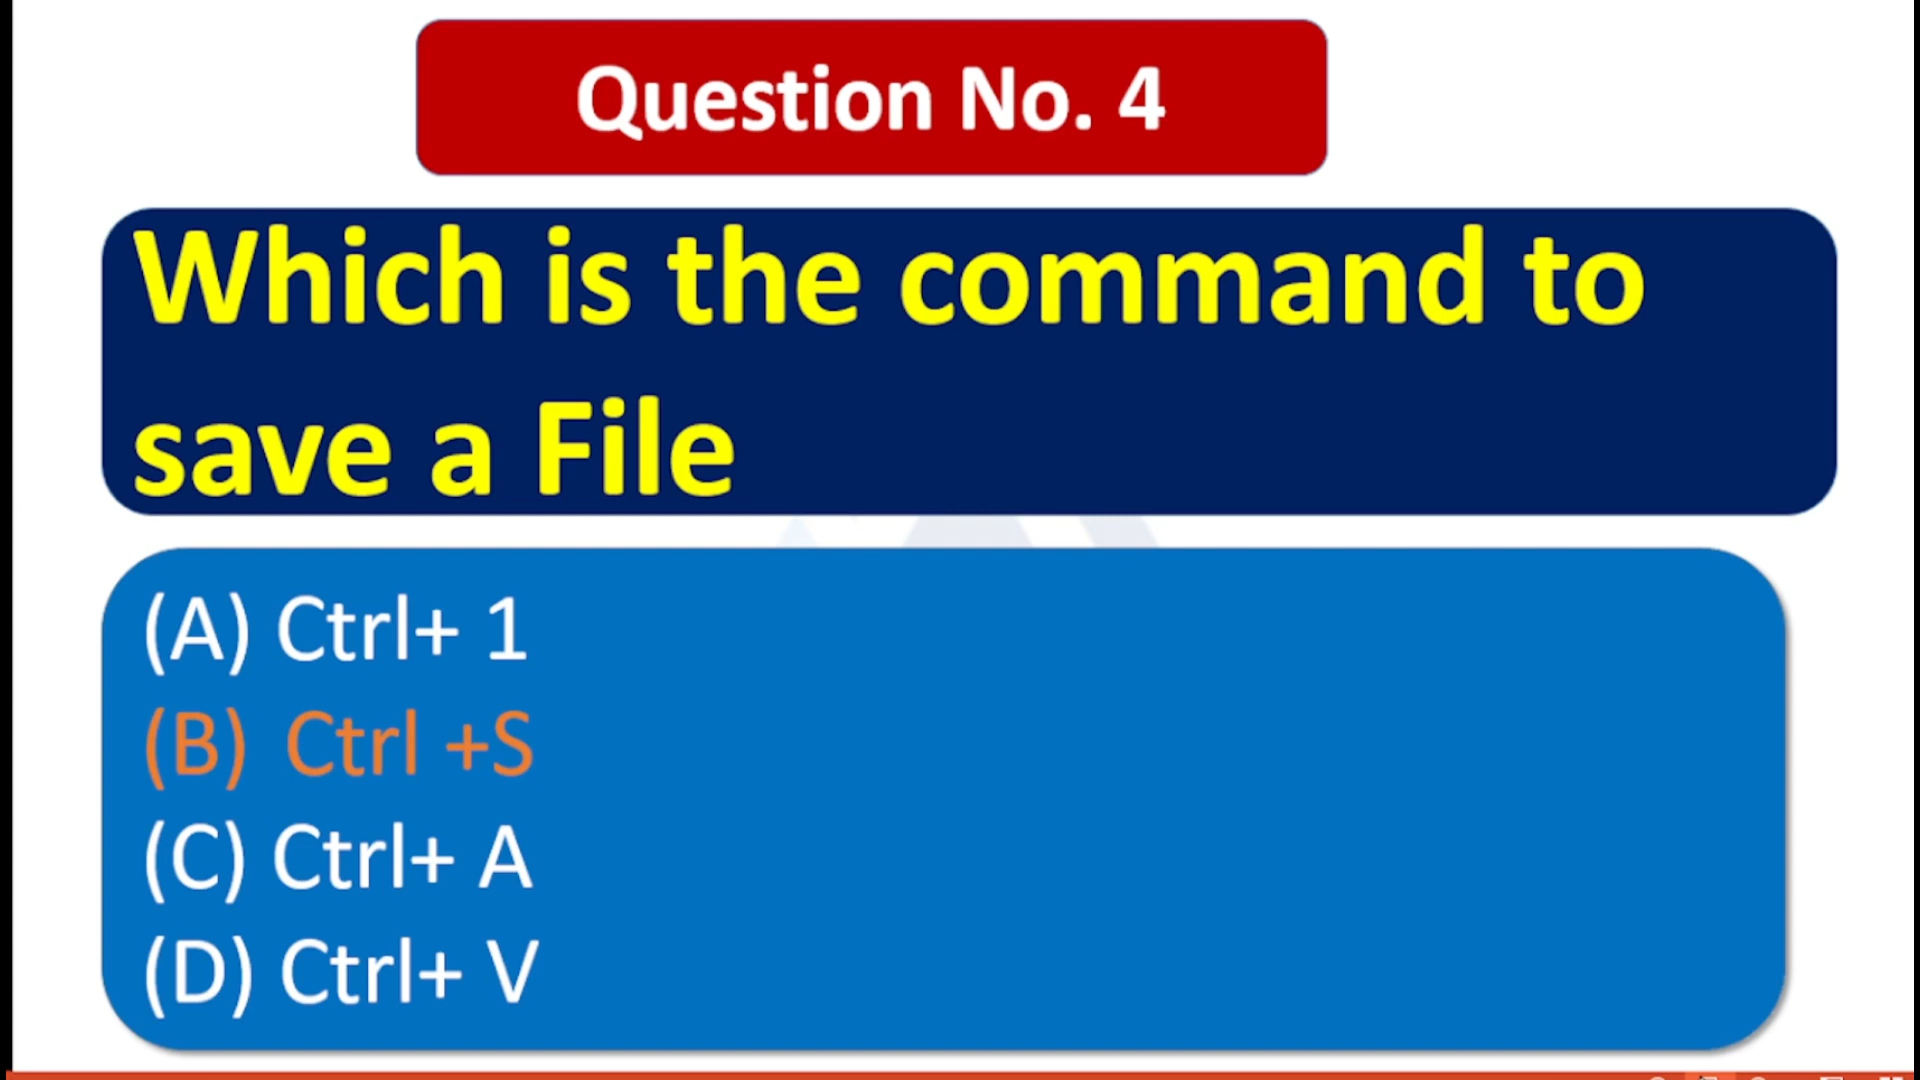 Question No. 4
Which is the command to
save a File
(A) Ctrl+ 1
(B) Ctrl +S
(C) Ctrl+ A
(D) Ctrl+ V